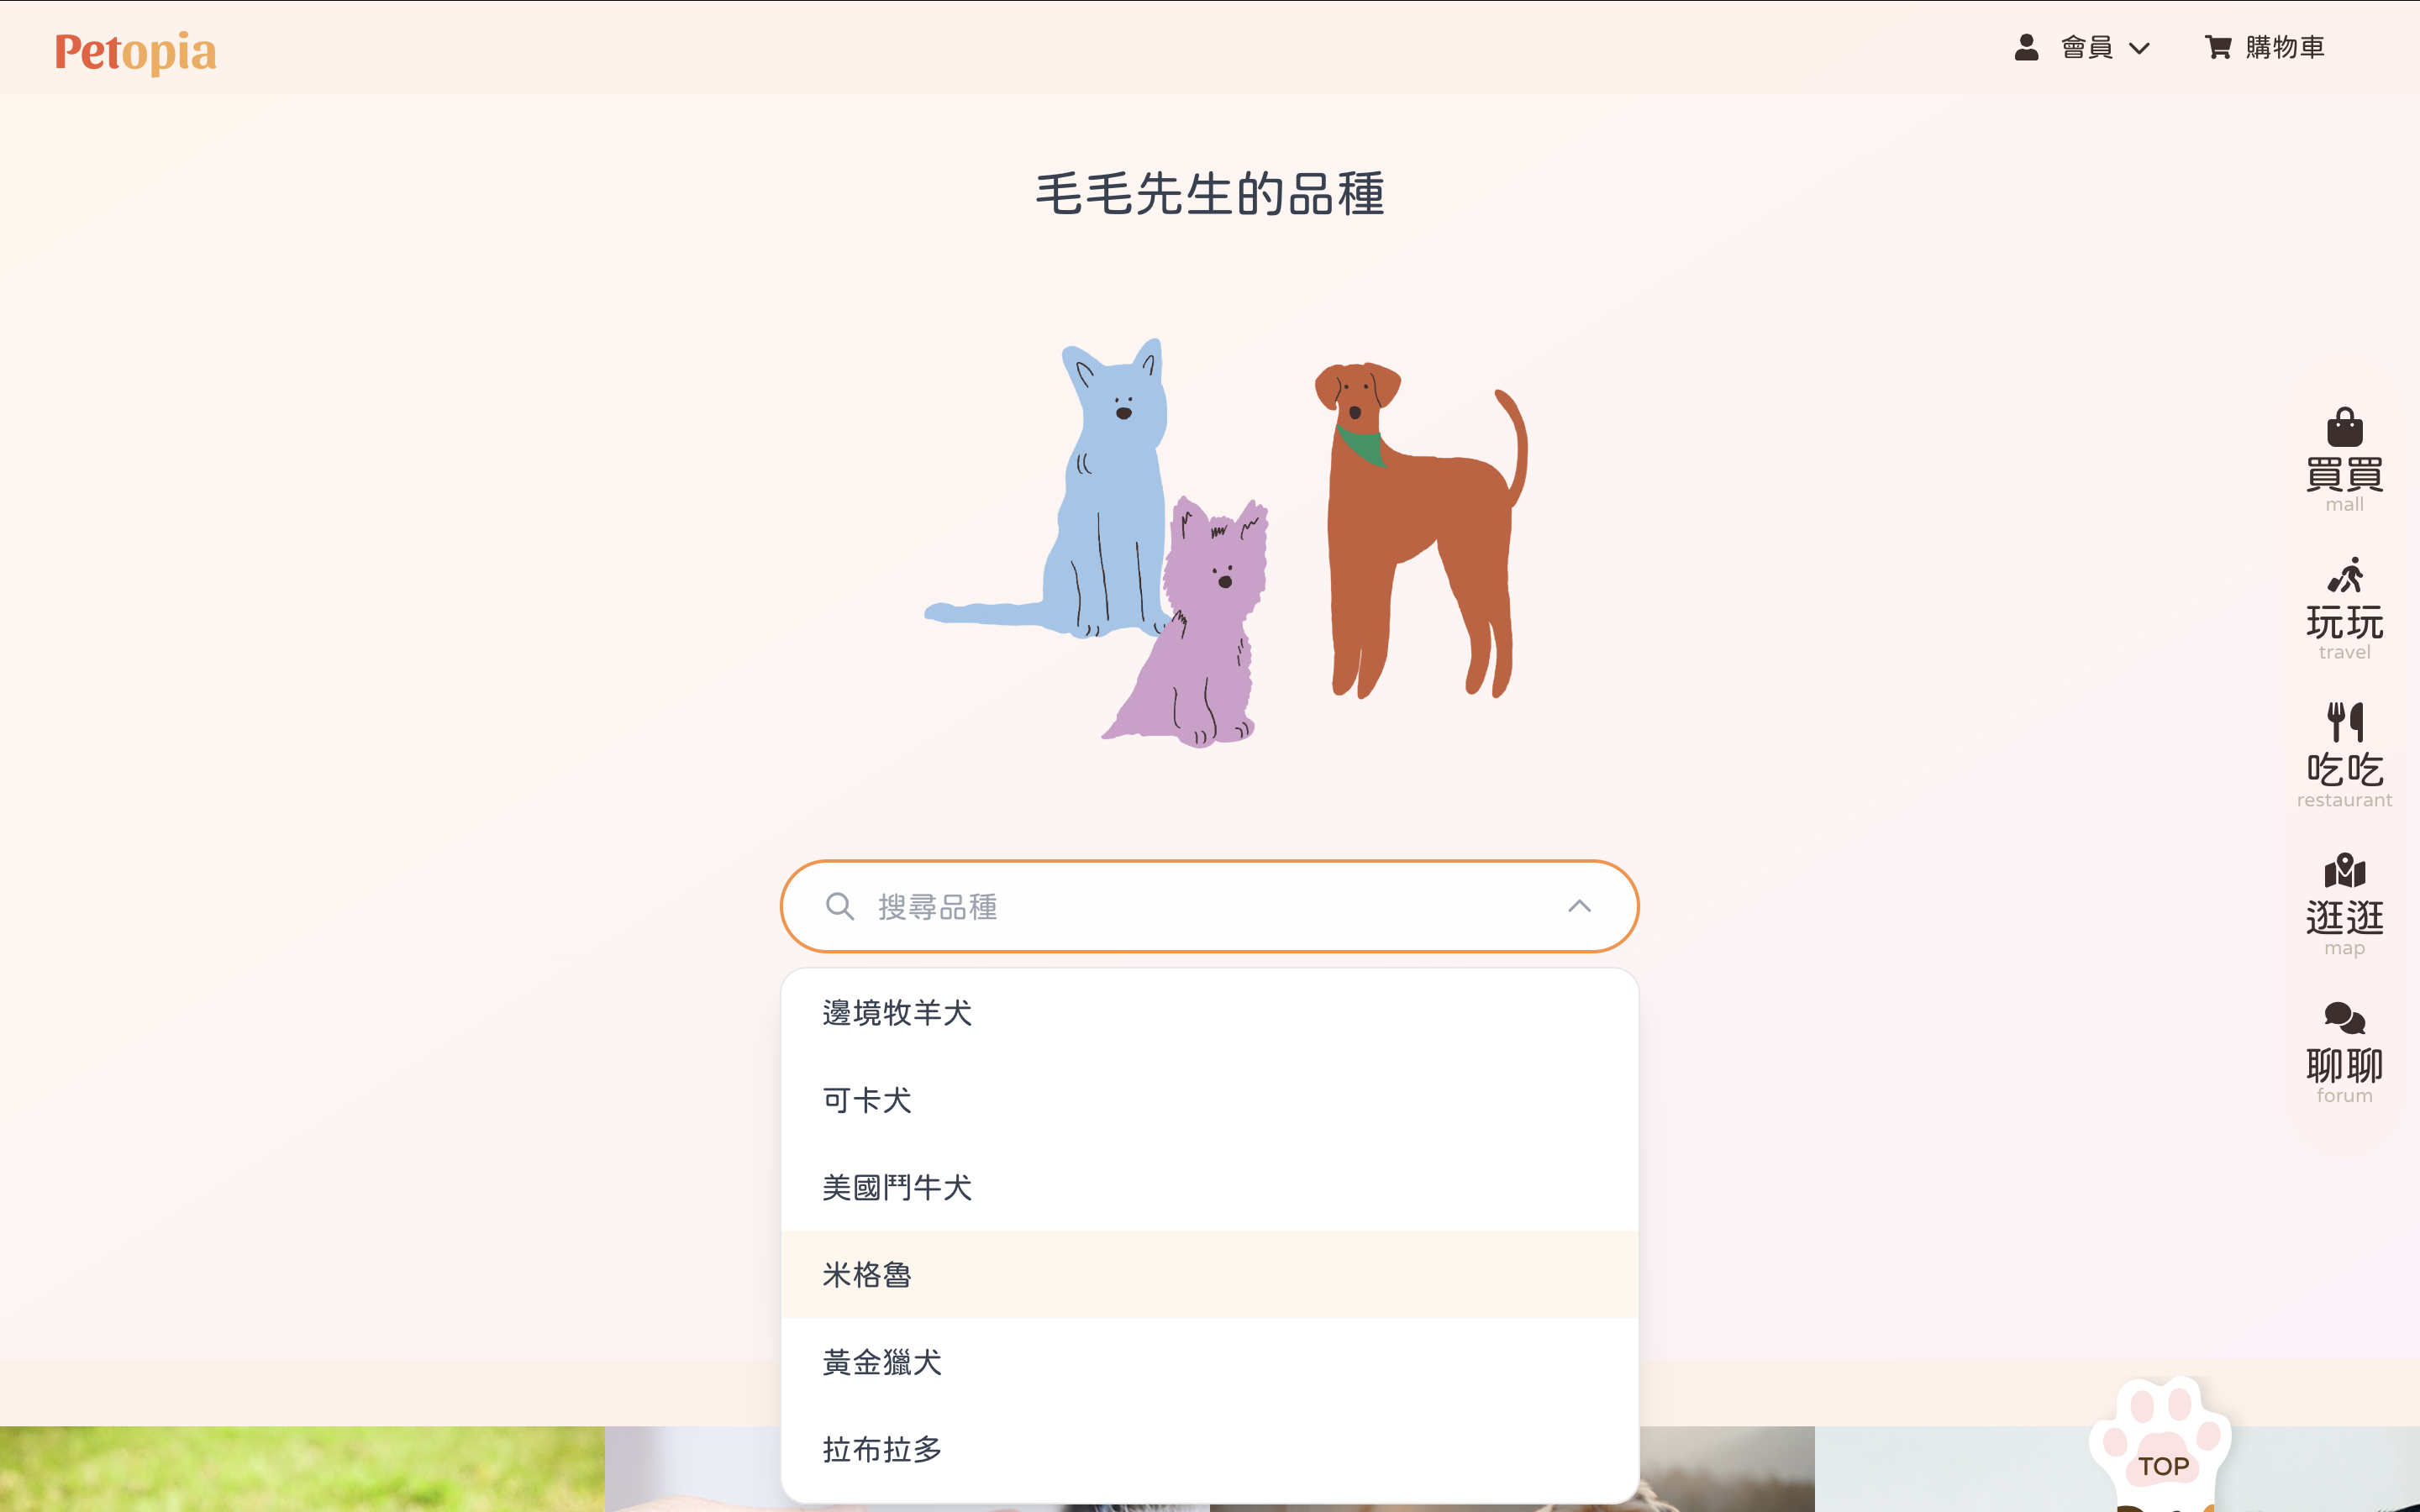 Petopia
會員
購物車
毛毛先生的品種
買買
mall
玩玩
travel
吃吃
restaurant
逛逛
map
聊聊
forum
搜尋品種
邊境牧羊犬
可卡犬
美國鬥牛犬
米格魯
黃金獵犬
拉布拉多
TOP